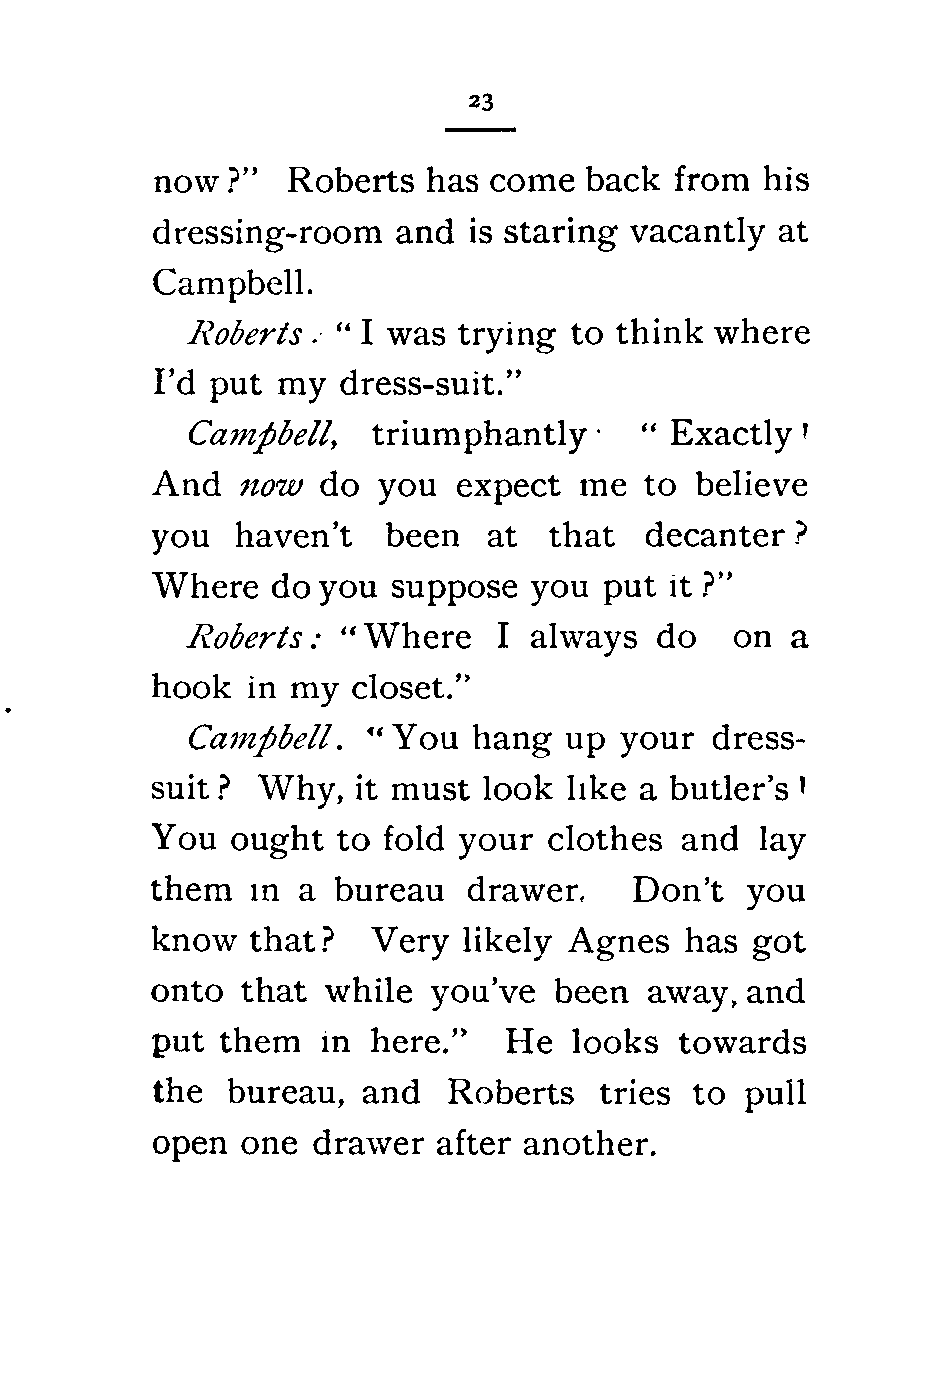 23
now?" Roberts has come back from his
dressing-room and is staring vacantly at
Campbell.
Roberts: "I was trying to think where
I'd put my dress-suit."
Campbell, triumphantly· "Exactly!
And now do you expect me to believe
you haven't been at that decanter?
Where do you suppose you put it?"
Roberts: "Where I always do on a
hook in my closet."
Campbell. "You hang up your dress-
suit? Why, it must look like a butler's!
You ought to fold your clothes and lay
them in a bureau drawer. Don't you
know that? Very likely Agnes has got
onto that while you've been away, and
put them in here." He looks towards
the bureau, and Roberts tries to pull
open one drawer after another.